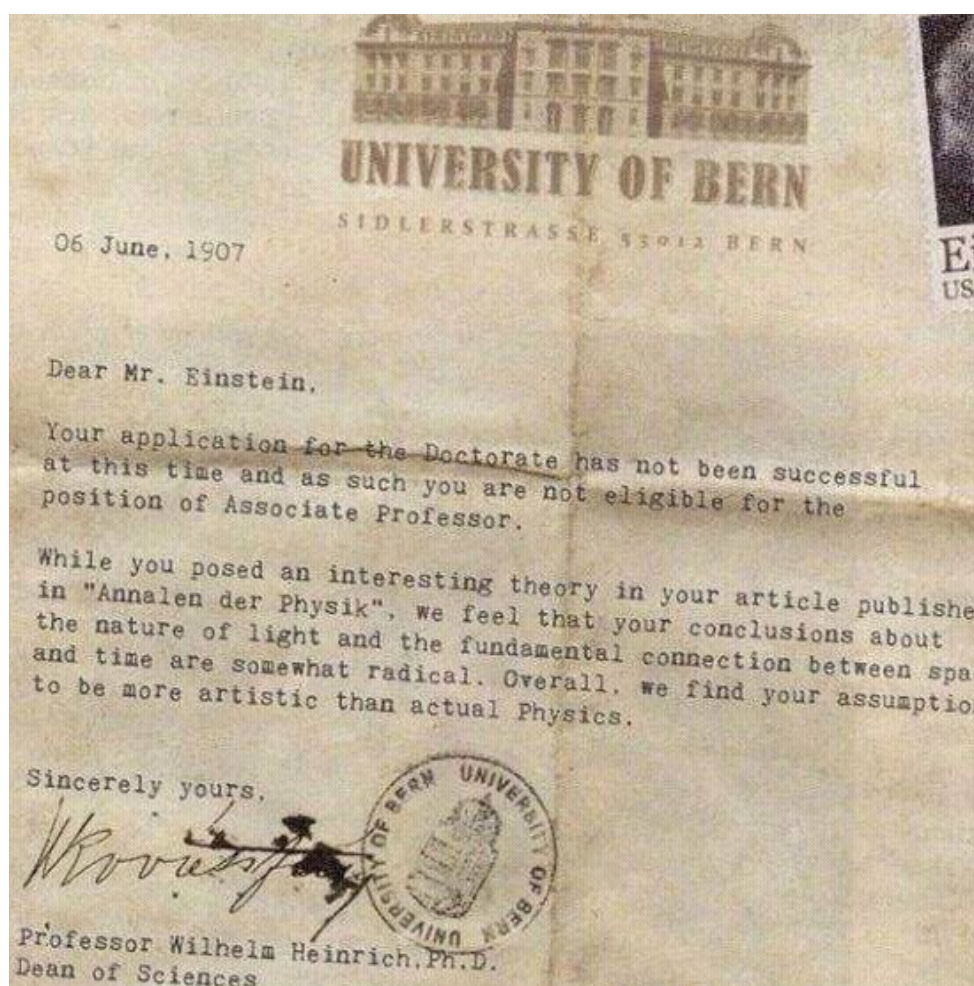 UNIVERSITY OF BERN
SIDLERSTRASSE 53012 BERN
06 June, 1907
Ei
US
Dear Mr. Einstein,
Your application for the Doctorate has not been successful
at this time and as such you are not eligible for the
position of Associate Professor.
While you posed an interesting theory in your article publishe
in "Annalen der Physik", we feel that your conclusions about
the nature of light and the fundamental connection between spa
and time are somewhat radical. Overall, we find your assumptio
to be more artistic than actual Physics.
Sincerely yours,
UNIVERSITY OF BERN UNIVERSITY OF BERN
Professor Wilhelm Heinrich, Ph.D.
Dean of Sciences